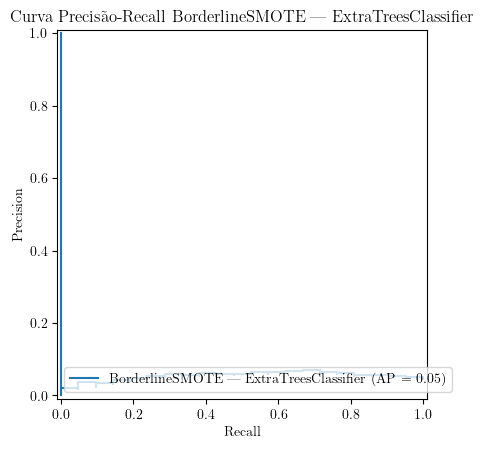 Curva Precisão-Recall BorderlineSMOTE — ExtraTreesClassifier
1.0
0.8
0.6
0.4
0.2
0.0
Precision
BorderlineSMOTE — ExtraTreesClassifier (AP = 0.05)
0.0 0.2 0.4 0.6 0.8 1.0
Recall